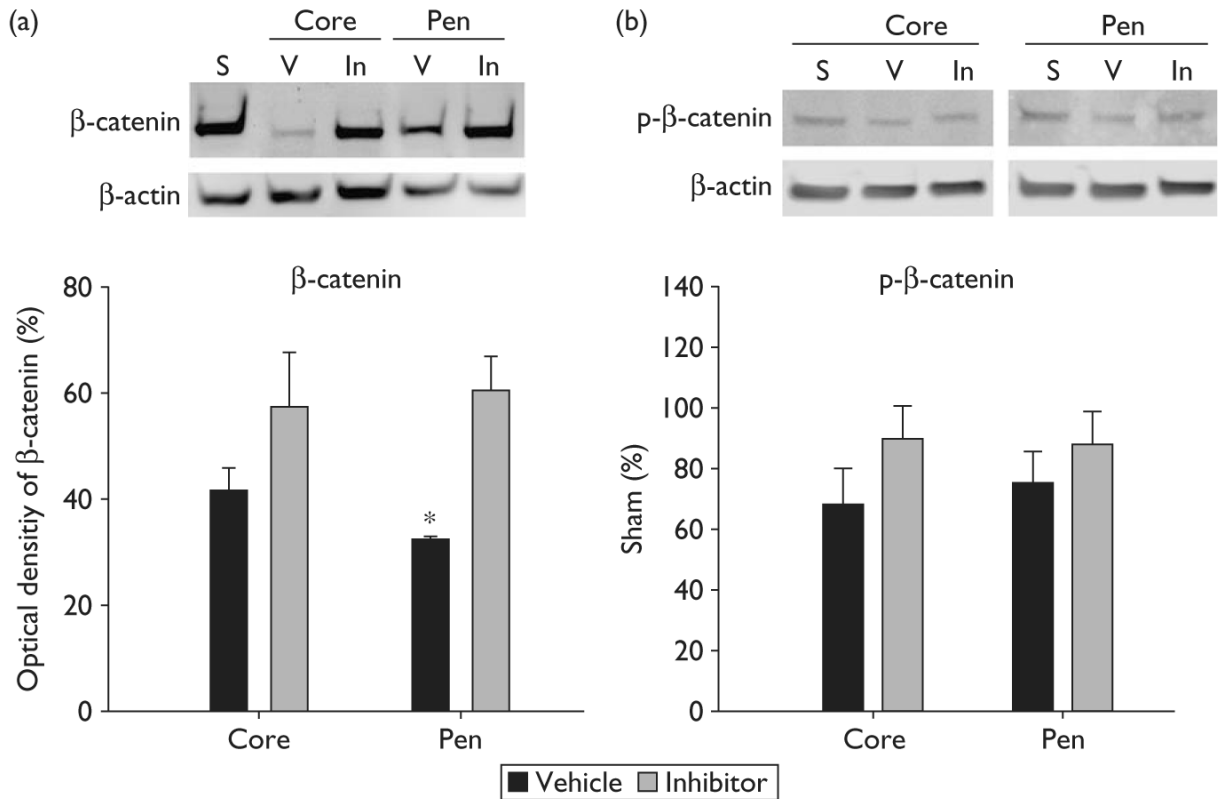 (a)
Core Pen
S V In V In
β-catenin
β-actin
β-catenin
Optical densitiy of β-catenin (%)
80
60
40
20
0
Core Pen
(b)
Core Pen
S V In S V In
p-β-catenin
β-actin
p-β-catenin
Sham (%)
140
120
100
80
60
40
20
0
Core Pen
*
Vehicle Inhibitor